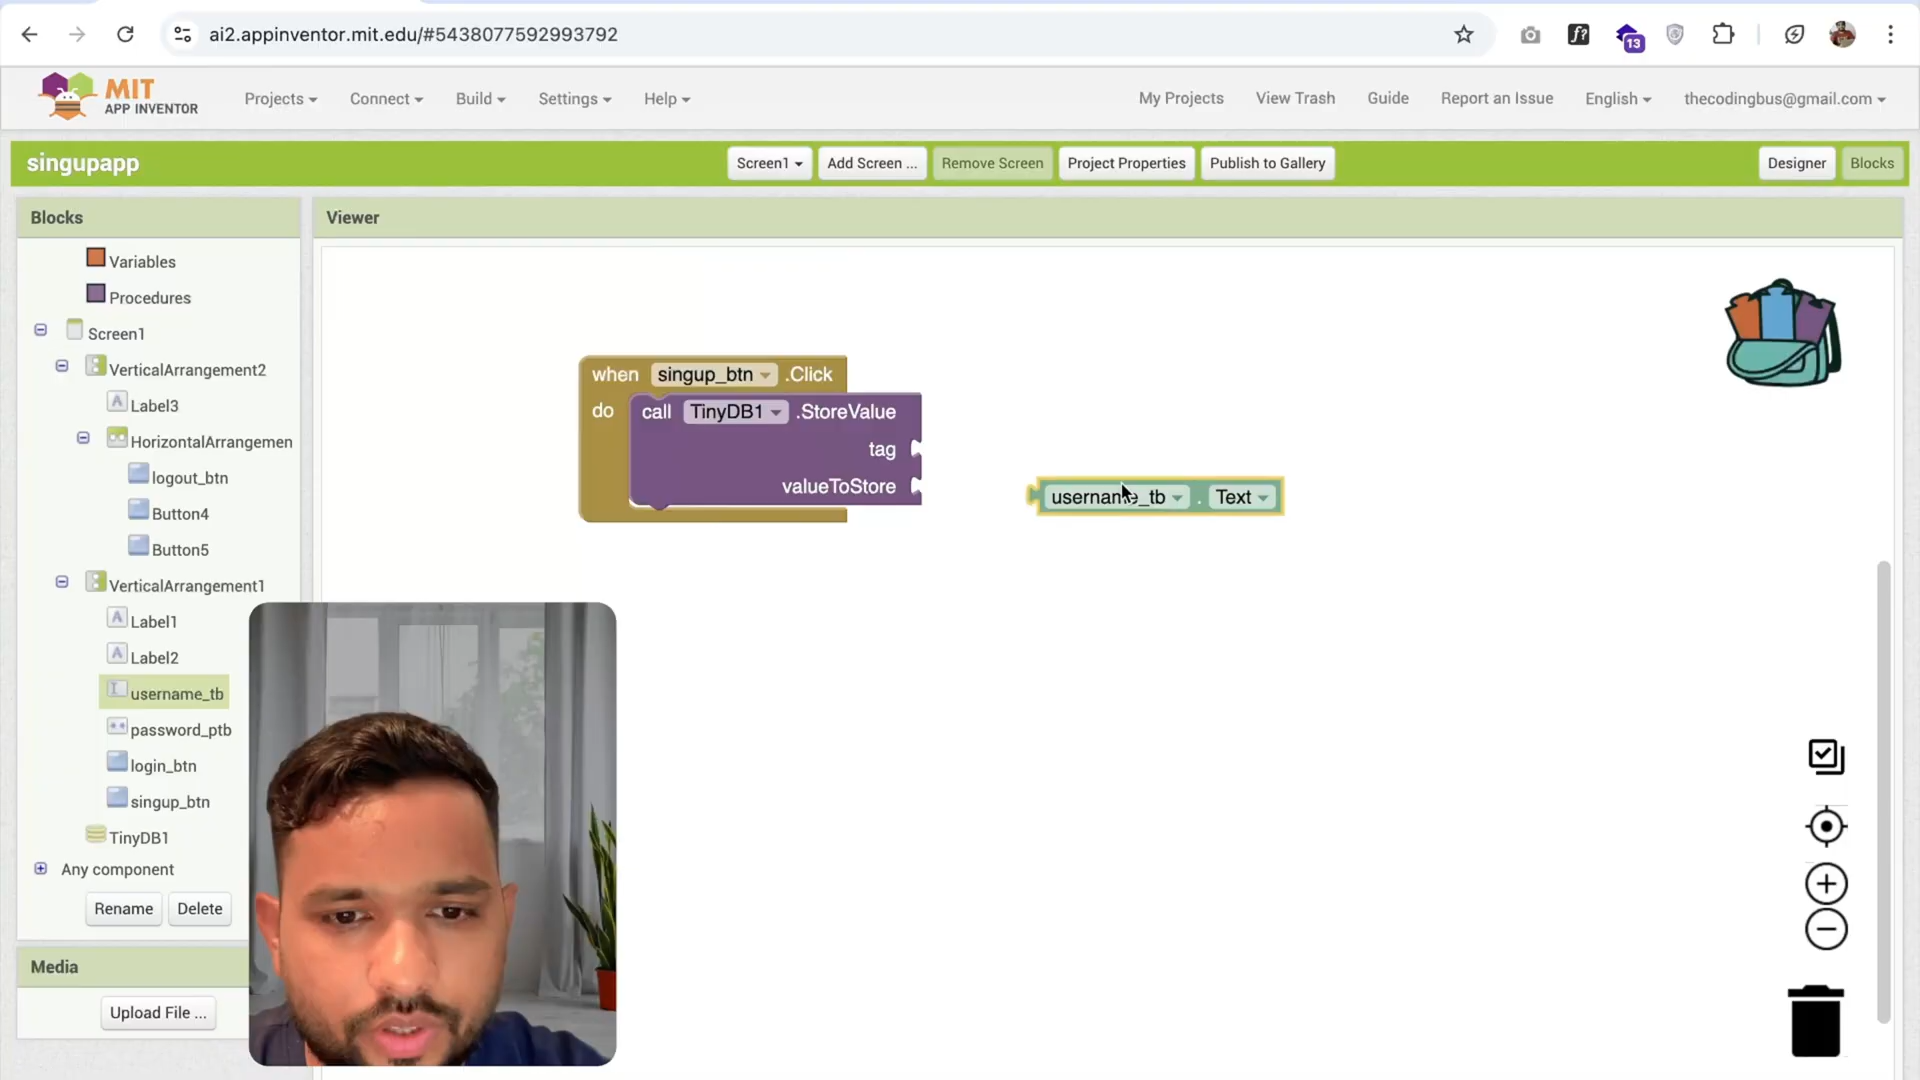 ai2.appinventor.mit.edu/#5438077592993792
13
MIT
APP INVENTOR
Projects
Connect
Build
Settings
Help
My Projects
View Trash
Guide
Report an Issue
English
thecodingbus@gmail.com
singupapp
Screen1
Add Screen ...
Remove Screen
Project Properties
Publish to Gallery
Designer
Blocks
Blocks
Viewer
Variables
Procedures
Screen1
VerticalArrangement2
Label3
HorizontalArrangemen
logout_btn
Button4
Button5
VerticalArrangement1
Label1
Label2
username_tb
password_ptb
login_btn
singup_btn
TinyDB1
Any component
Rename
Delete
Media
Upload File ...
when singup_btn .Click
do call TinyDB1 .StoreValue
tag
valueToStore
username_tb . Text